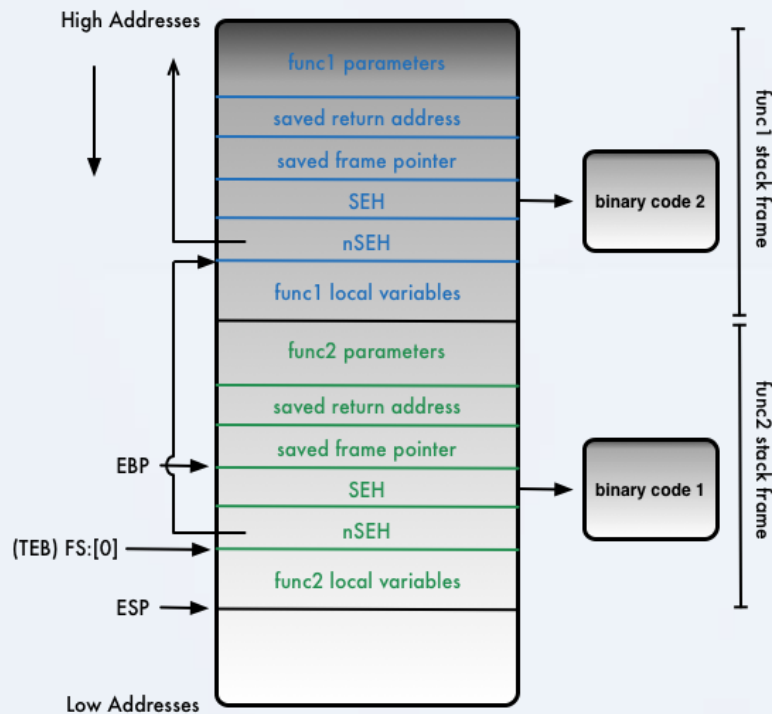 High Addresses
func1 parameters
saved return address
saved frame pointer
SEH
binary code 2
nSEH
func1 local variables
func1 stack frame
func2 parameters
saved return address
saved frame pointer
EBP
SEH
binary code 1
nSEH
(TEB) FS:[0]
func2 local variables
ESP
func2 stack frame
Low Addresses